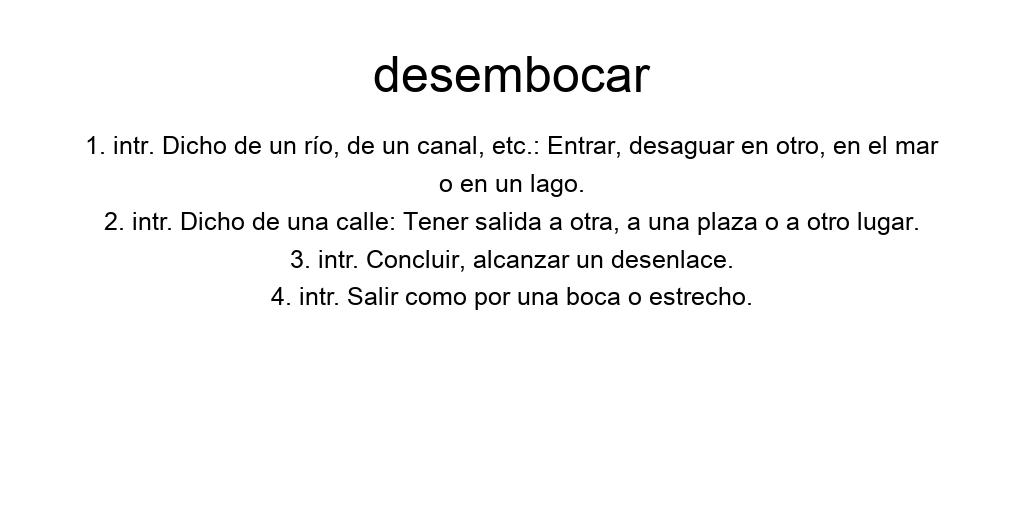 desembocar
1. intr. Dicho de un río, de un canal, etc.: Entrar, desaguar en otro, en el mar
o en un lago.
2. intr. Dicho de una calle: Tener salida a otra, a una plaza o a otro lugar.
3. intr. Concluir, alcanzar un desenlace.
4. intr. Salir como por una boca o estrecho.